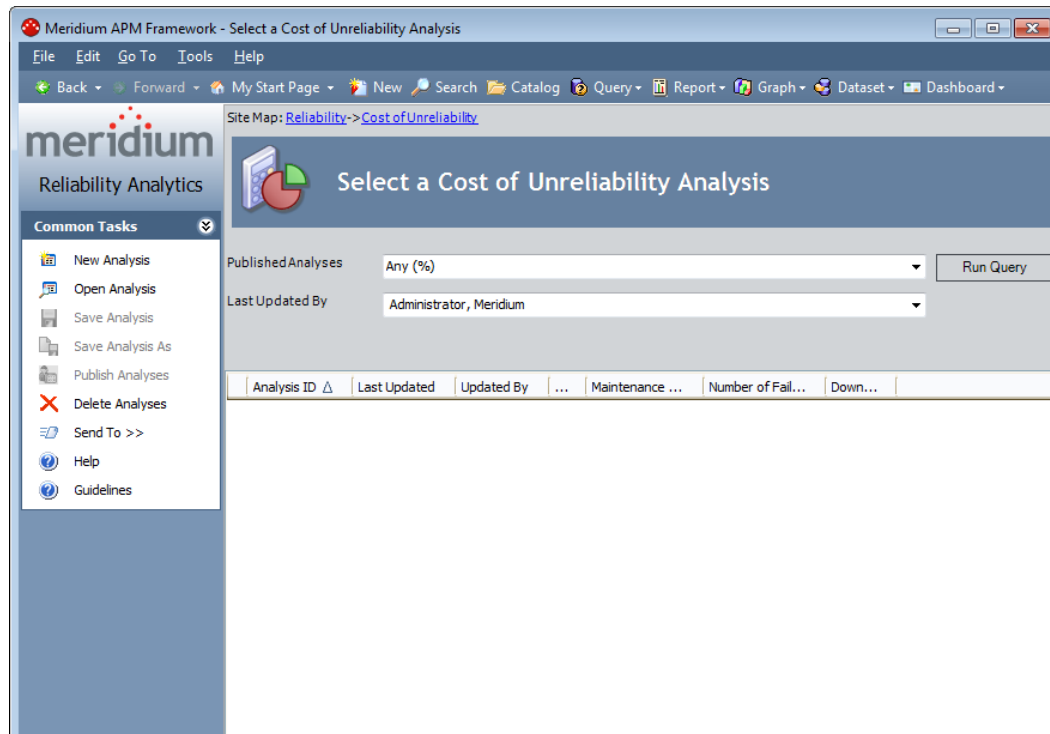 Meridium APM Framework - Select a Cost of Unreliability Analysis
File Edit Go To Tools Help
Back Forward My Start Page New Search Catalog Query Report Graph Dataset Dashboard
meridium
Reliability Analytics
Common Tasks
New Analysis
Open Analysis
Save Analysis
Save Analysis As
Publish Analyses
Delete Analyses
Send To >>
Help
Guidelines
Site Map: Reliability->Cost of Unreliability
Select a Cost of Unreliability Analysis
Published Analyses Any (%) Run Query
Last Updated By Administrator, Meridium
Analysis ID Last Updated Updated By ... Maintenance ... Number of Fail... Down...